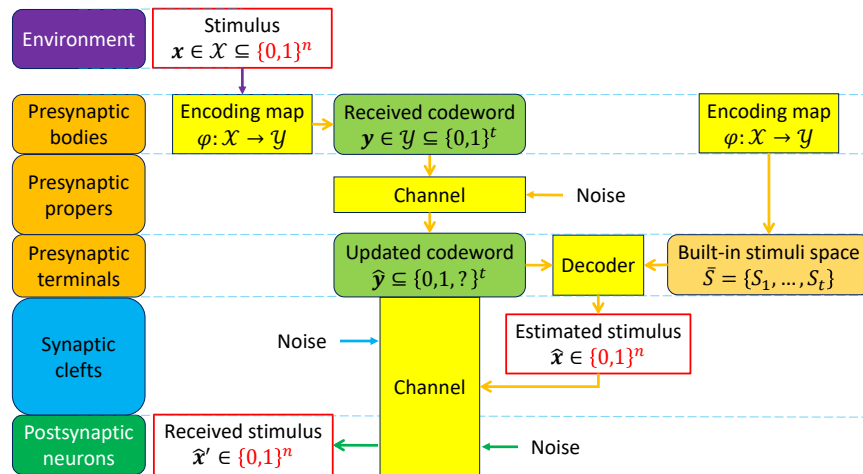 Environment
Stimulus
𝒙 ∈ 𝒳 ⊆ {0,1}ⁿ
Presynaptic
bodies
Encoding map
φ: 𝒳 → 𝒴
Received codeword
𝒚 ∈ 𝒴 ⊆ {0,1}ᵗ
Encoding map
φ: 𝒳 → 𝒴
Presynaptic
propers
Channel
Noise
Presynaptic
terminals
Updated codeword
𝒚̂ ⊆ {0,1,?}ᵗ
Decoder
Built-in stimuli space
S̄ = {S₁, … , Sₜ}
Synaptic
clefts
Noise
Channel
Estimated stimulus
𝒙̂ ∈ {0,1}ⁿ
Postsynaptic
neurons
Received stimulus
𝒙̂′ ∈ {0,1}ⁿ
Noise